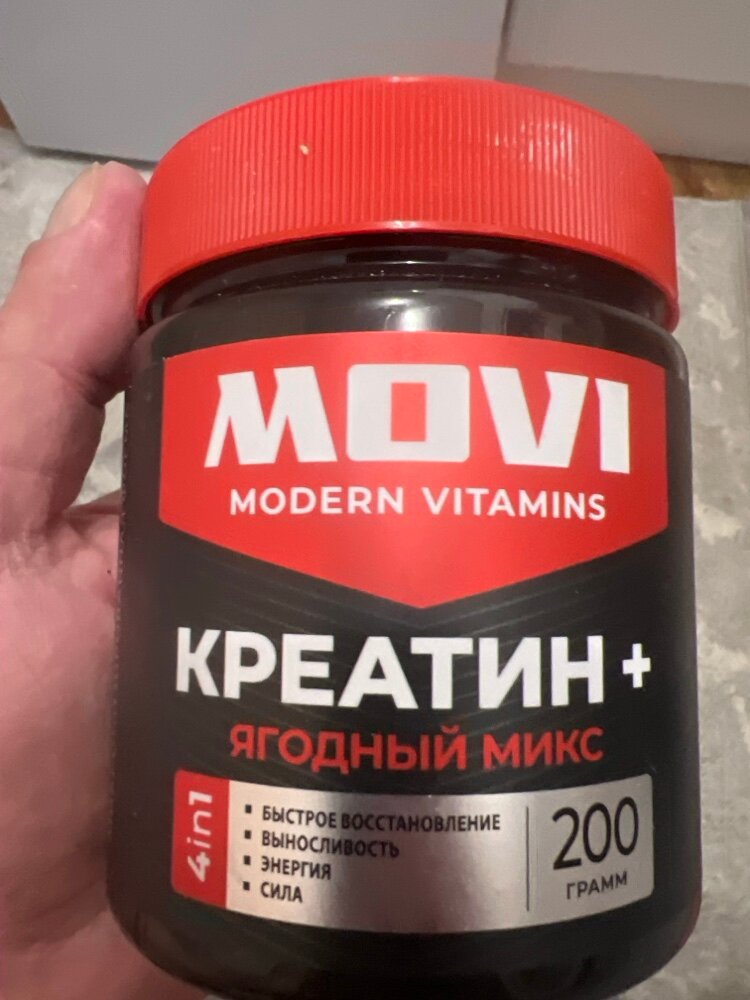 MOVI
MODERN VITAMINS
КРЕАТИН+
ЯГОДНЫЙ МИКС
4in1
▪ БЫСТРОЕ ВОССТАНОВЛЕНИЕ
▪ ВЫНОСЛИВОСТЬ
▪ ЭНЕРГИЯ
▪ СИЛА
200
ГРАММ